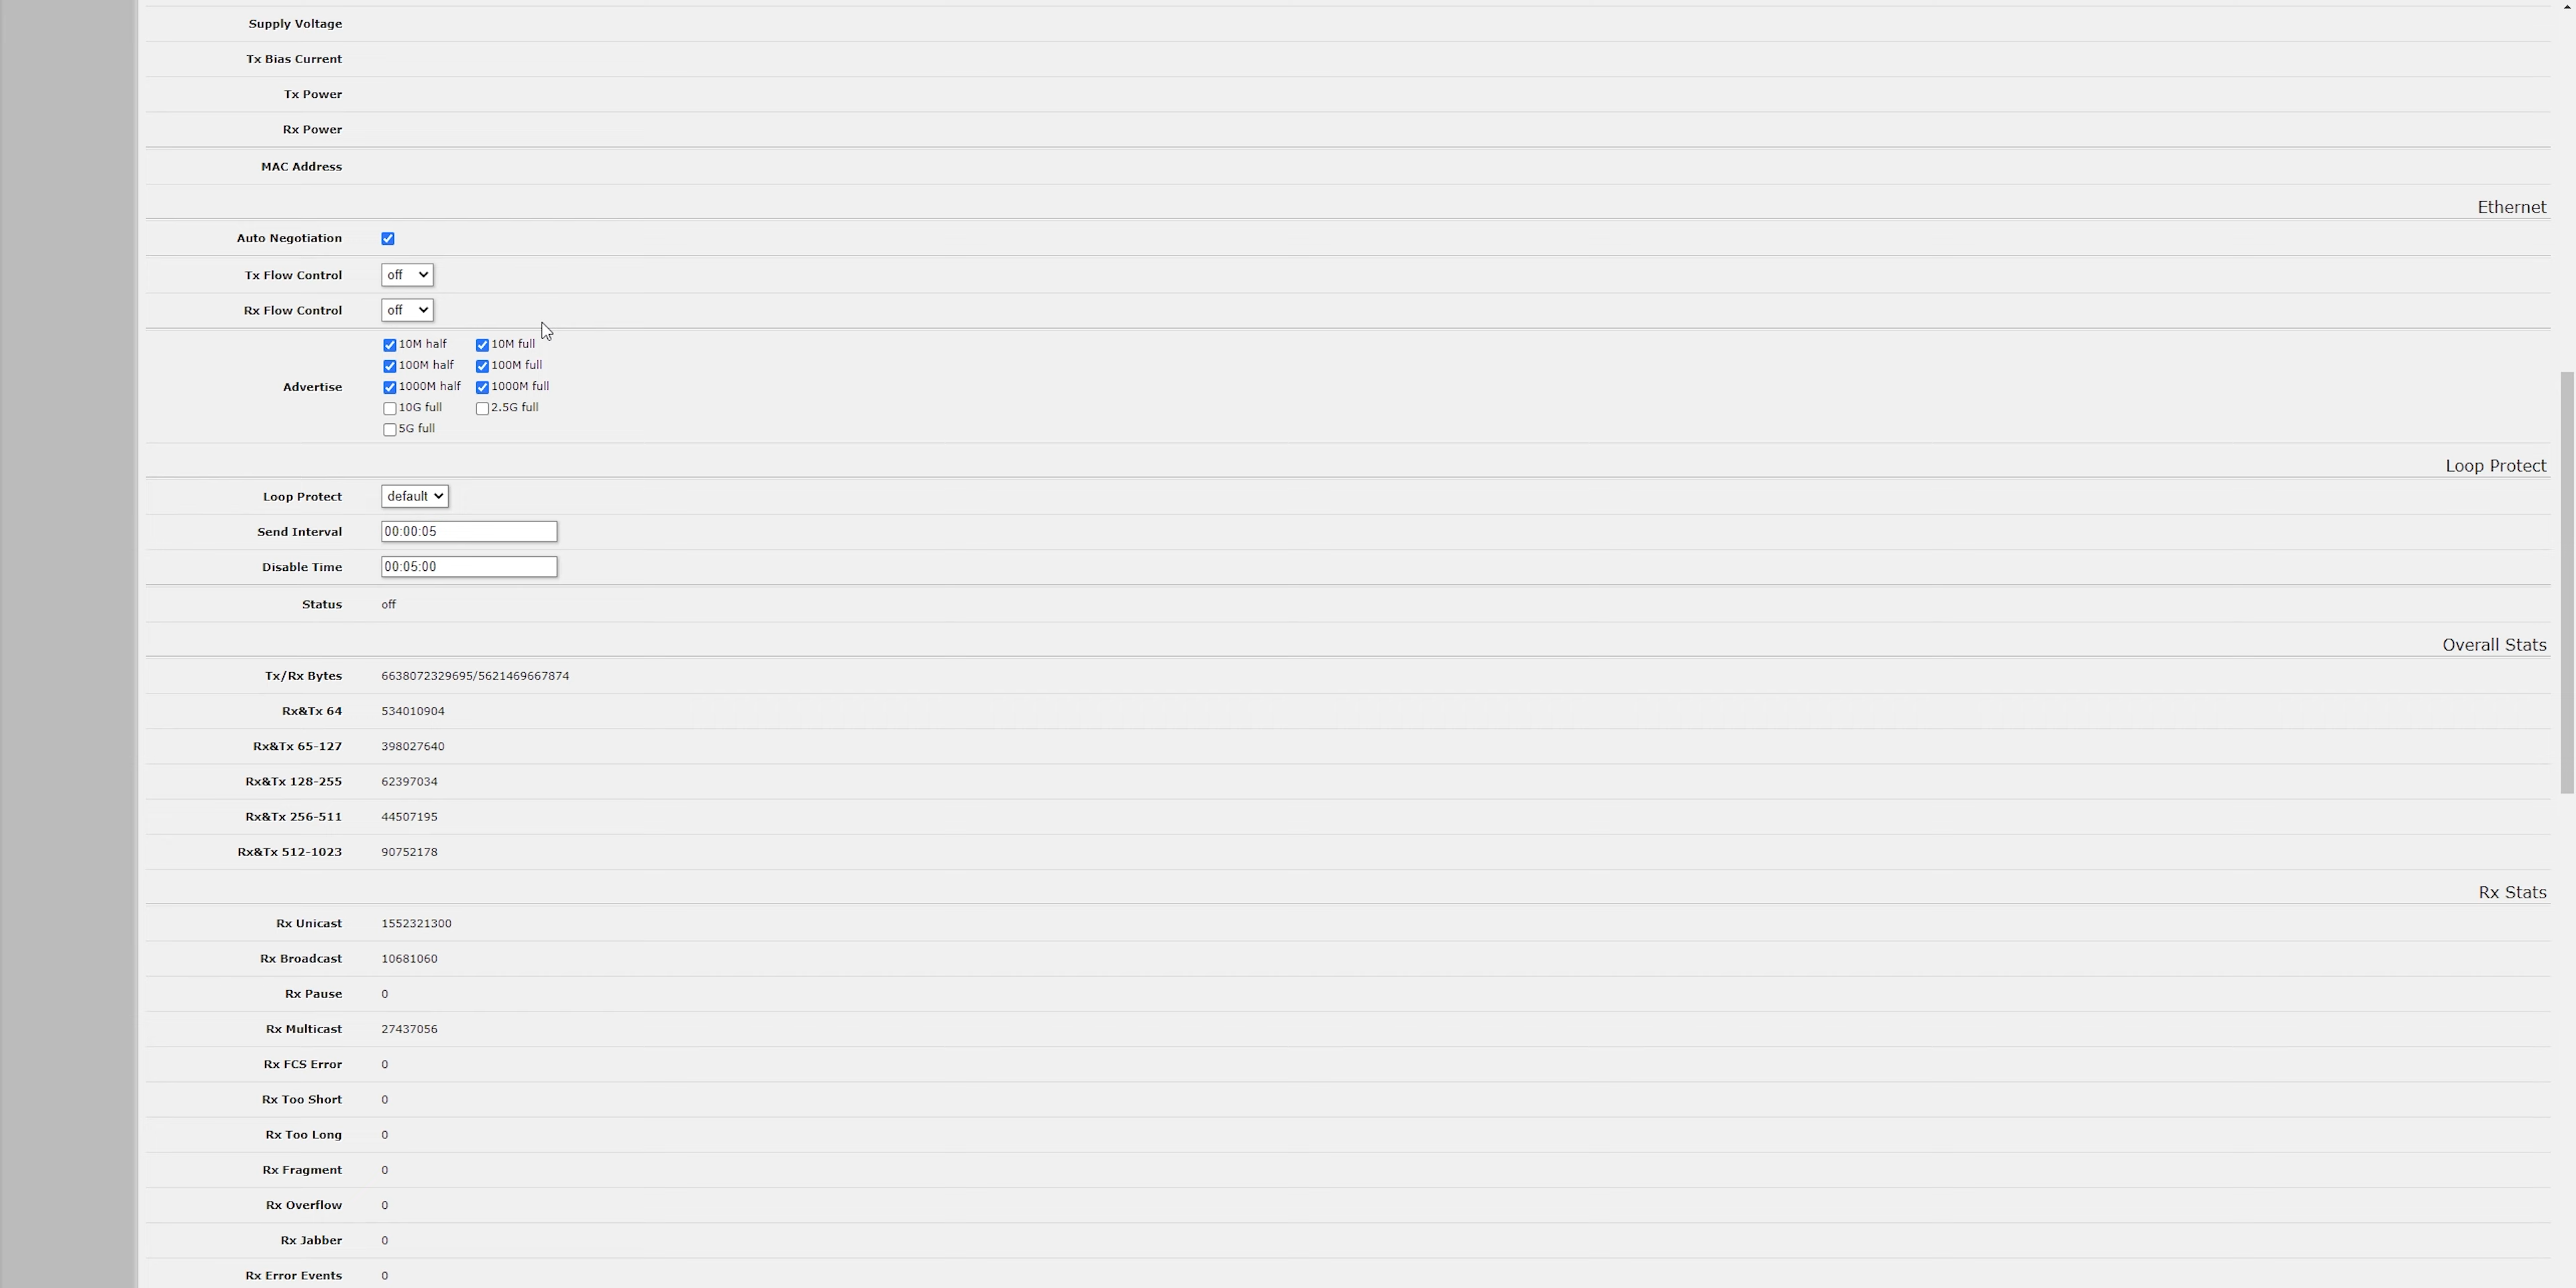 Supply Voltage
Tx Bias Current
Tx Power
Rx Power
MAC Address
Ethernet
Auto Negotiation
Tx Flow Control off
Rx Flow Control off
10M half 10M full
100M half 100M full
Advertise 1000M half 1000M full
10G full 2.5G full
5G full
Loop Protect
Loop Protect default
Send Interval 00:00:05
Disable Time 00:05:00
Status off
Overall Stats
Tx/Rx Bytes 6638072329695/5621469667874
Rx&Tx 64 534010904
Rx&Tx 65-127 398027640
Rx&Tx 128-255 62397034
Rx&Tx 256-511 44507195
Rx&Tx 512-1023 90752178
Rx Stats
Rx Unicast 1552321300
Rx Broadcast 10681060
Rx Pause 0
Rx Multicast 27437056
Rx FCS Error 0
Rx Too Short 0
Rx Too Long 0
Rx Fragment 0
Rx Overflow 0
Rx Jabber 0
Rx Error Events 0